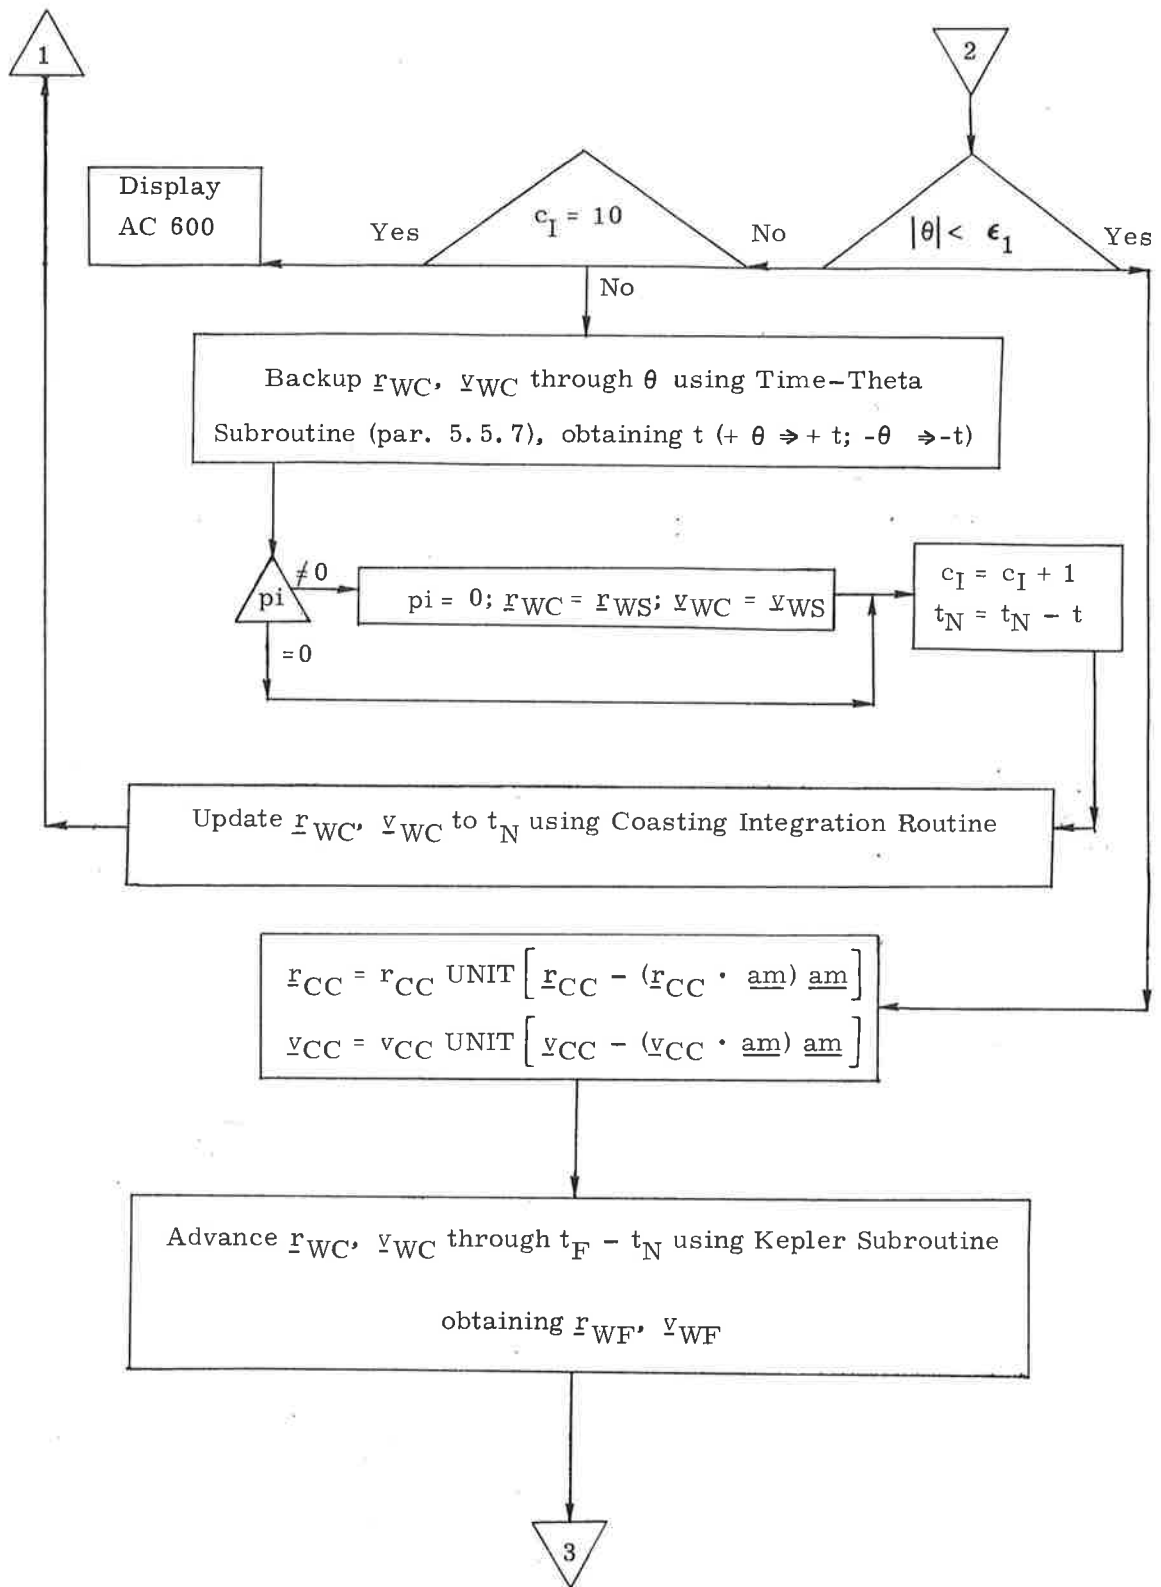 1
2
Display
AC 600
Yes
c_I = 10
No
|θ| < ϵ_1
Yes
No
Backup r_WC, v_WC through θ using Time-Theta
Subroutine (par. 5.5.7), obtaining t (+ θ ⇒ + t; -θ ⇒ -t)
pi
≠0
pi = 0; r_WC = r_WS; v_WC = v_WS
c_I = c_I + 1
t_N = t_N - t
=0
Update r_WC, v_WC to t_N using Coasting Integration Routine
r_CC = r_CC UNIT [r_CC - (r_CC · am) am]
v_CC = v_CC UNIT [v_CC - (v_CC · am) am]
Advance r_WC, v_WC through t_F - t_N using Kepler Subroutine
obtaining r_WF, v_WF
3